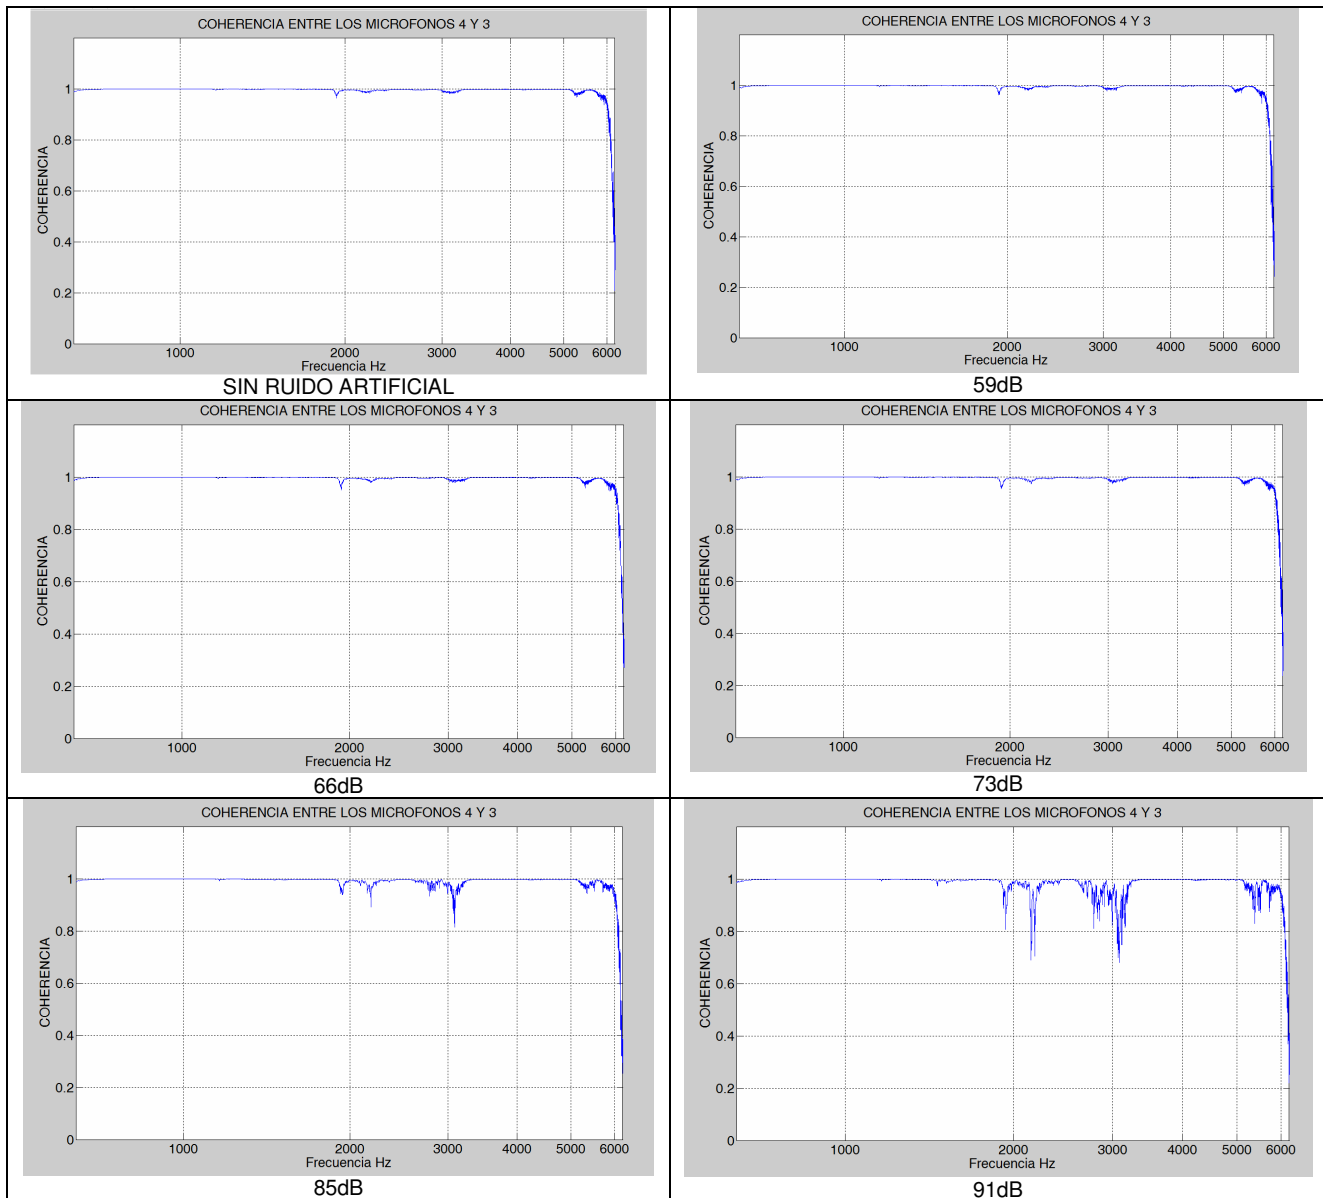 COHERENCIA ENTRE LOS MICROFONOS 4 Y 3
COHERENCIA
1
0.8
0.6
0.4
0.2
0
1000 2000 3000 4000 5000 6000
Frecuencia Hz
SIN RUIDO ARTIFICIAL
COHERENCIA ENTRE LOS MICROFONOS 4 Y 3
COHERENCIA
1
0.8
0.6
0.4
0.2
0
1000 2000 3000 4000 5000 6000
Frecuencia Hz
59dB
COHERENCIA ENTRE LOS MICROFONOS 4 Y 3
COHERENCIA
1
0.8
0.6
0.4
0.2
0
1000 2000 3000 4000 5000 6000
Frecuencia Hz
66dB
COHERENCIA ENTRE LOS MICROFONOS 4 Y 3
COHERENCIA
1
0.8
0.6
0.4
0.2
0
1000 2000 3000 4000 5000 6000
Frecuencia Hz
73dB
COHERENCIA ENTRE LOS MICROFONOS 4 Y 3
COHERENCIA
1
0.8
0.6
0.4
0.2
0
1000 2000 3000 4000 5000 6000
Frecuencia Hz
85dB
COHERENCIA ENTRE LOS MICROFONOS 4 Y 3
COHERENCIA
1
0.8
0.6
0.4
0.2
0
1000 2000 3000 4000 5000 6000
Frecuencia Hz
91dB